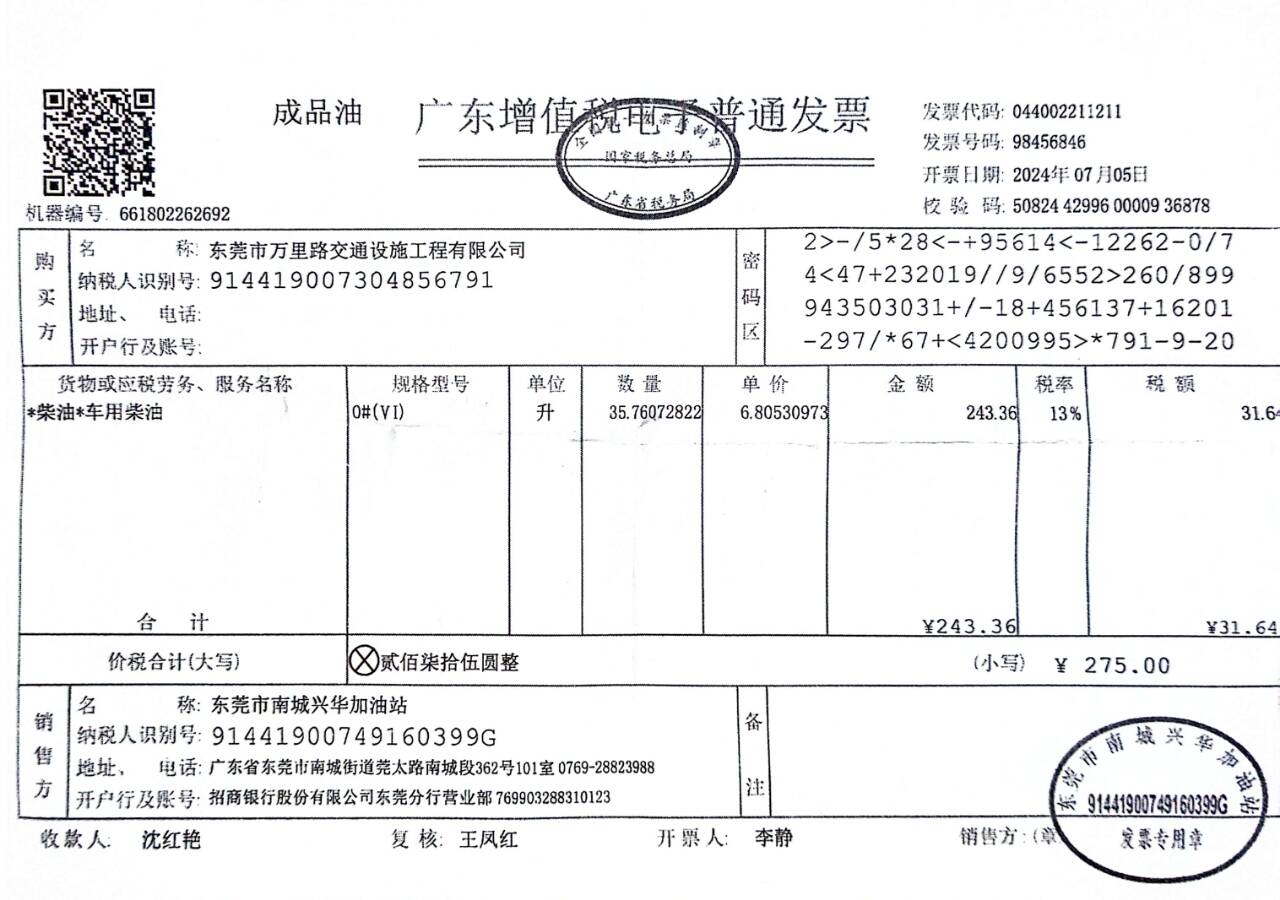 成品油 广东增值税电子普通发票
国家税务总局
广东省税务局
发票代码: 044002211211
发票号码: 98456846
开票日期: 2024年07月05日
校验码: 50824 42996 00009 36878
机器编号: 661802262692
购买方
名称: 东莞市万里路交通设施工程有限公司
纳税人识别号: 914419007304856791
地址、电话:
开户行及账号:
密码区
2>-/5*28<-+95614<-12262-0/7
4<47+232019//9/6552>260/899
943503031+/-18+456137+16201
-297/*67+<4200995>*791-9-20
货物或应税劳务、服务名称 规格型号 单位 数量 单价 金额 税率 税额
*柴油*车用柴油 0#(VI) 升 35.76072822 6.80530973 243.36 13% 31.64
合计 ¥243.36 ¥31.64
价税合计(大写) ⊗贰佰柒拾伍圆整 (小写) ¥ 275.00
销售方
名称: 东莞市南城兴华加油站
纳税人识别号: 91441900749160399G
地址、电话: 广东省东莞市南城街道莞太路南城段362号101室 0769-28823988
开户行及账号: 招商银行股份有限公司东莞分行营业部 769903288310123
备注
收款人: 沈红艳 复核: 王凤红 开票人: 李静 销售方:(章)
东莞市南城兴华加油站
91441900749160399G
发票专用章